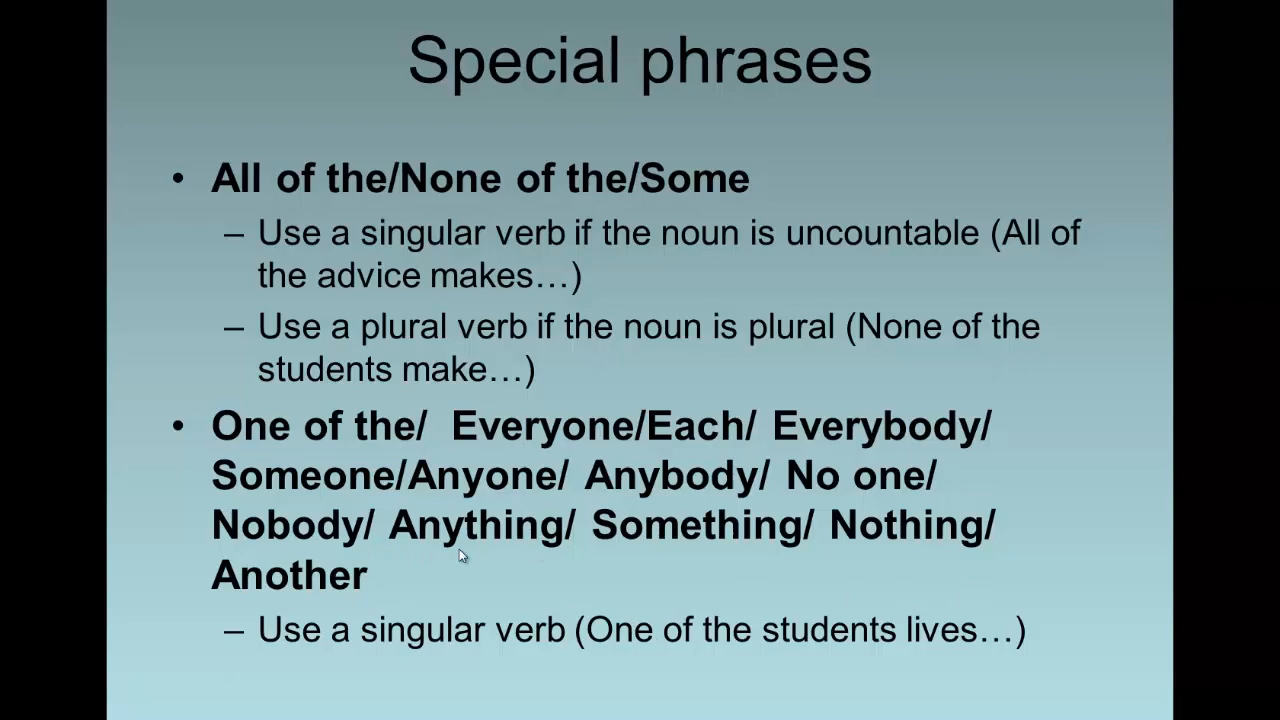 Special phrases
• All of the/None of the/Some
– Use a singular verb if the noun is uncountable (All of
the advice makes…)
– Use a plural verb if the noun is plural (None of the
students make…)
• One of the/  Everyone/Each/ Everybody/
Someone/Anyone/ Anybody/ No one/
Nobody/ Anything/ Something/ Nothing/
Another
– Use a singular verb (One of the students lives…)